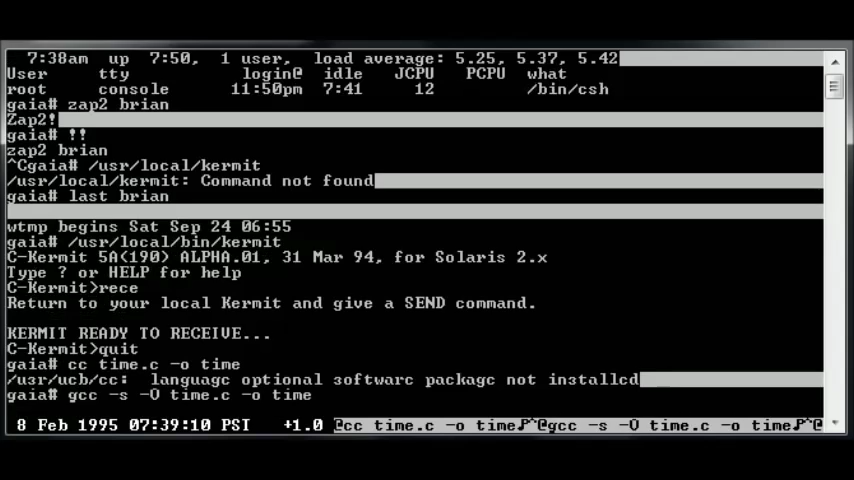 7:38am up 7:50, 1 user, load average: 5.25, 5.37, 5.42
User tty login@ idle JCPU PCPU what
root console 11:50pm 7:41 12 /bin/csh
gaia# zap2 brian
Zap2!
gaia# !!
zap2 brian
^Cgaia# /usr/local/kermit
/usr/local/kermit: Command not found
gaia# last brian
wtmp begins Sat Sep 24 06:55
gaia# /usr/local/bin/kermit
C-Kermit 5A(190) ALPHA.01, 31 Mar 94, for Solaris 2.x
Type ? or HELP for help
C-Kermit>rece
Return to your local Kermit and give a SEND command.
KERMIT READY TO RECEIVE...
C-Kermit>quit
gaia# cc time.c -o time
/usr/ucb/cc: language optional software package not installed
gaia# gcc -s -O time.c -o time
8 Feb 1995 07:39:10 PST +1.0 @cc time.c -o time♪^@gcc -s -O time.c -o time♪^@